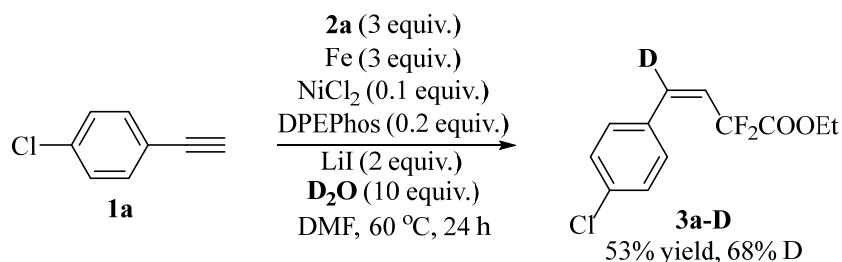 2a (3 equiv.)
Fe (3 equiv.)
NiCl₂ (0.1 equiv.)
DPEPhos (0.2 equiv.)
LiI (2 equiv.)
D₂O (10 equiv.)
DMF, 60 °C, 24 h
Cl
1a
D
CF₂COOEt
Cl
3a-D
53% yield, 68% D